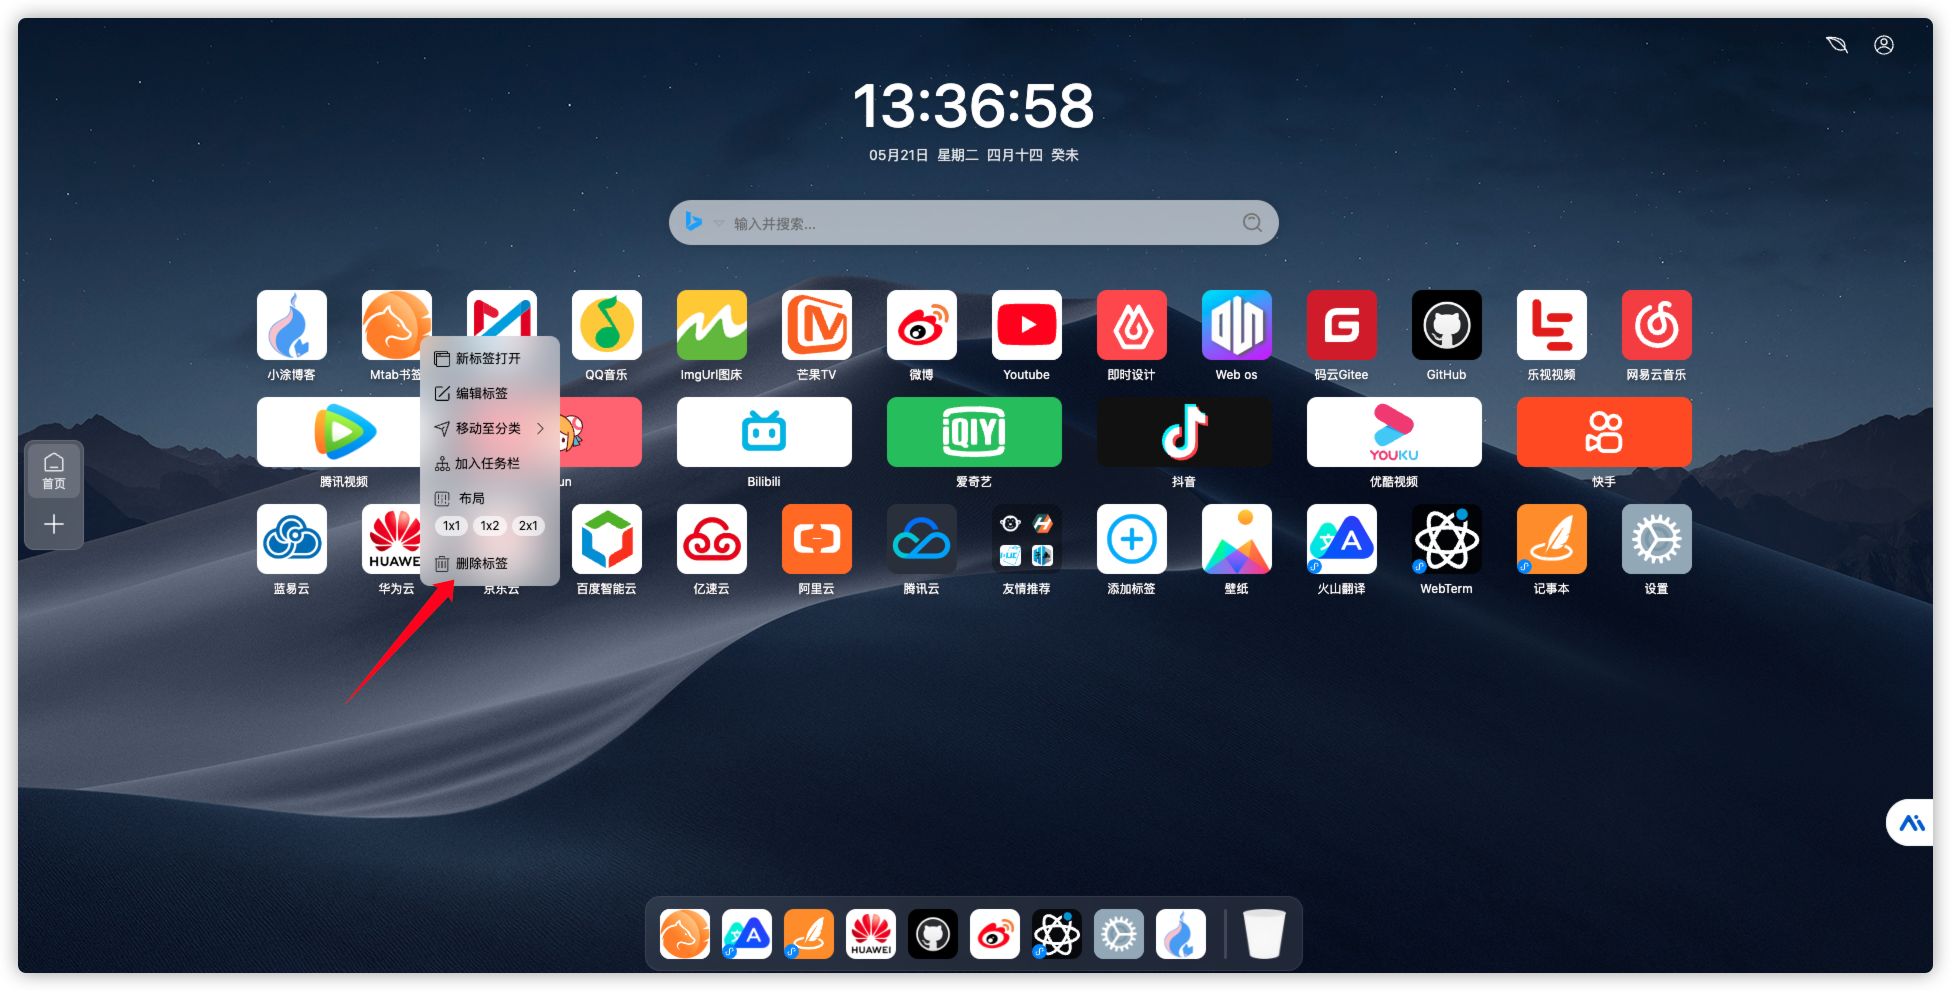 13:36:58
05月21日 星期二 四月十四 癸未
输入并搜索...
小涂博客
Mtab书签
QQ音乐
ImgUrl图床
芒果TV
微博
Youtube
即时设计
Web os
码云Gitee
GitHub
乐视视频
网易云音乐
新标签打开
编辑标签
移动至分类
加入任务栏
布局
1x1 1x2 2x1
删除标签
腾讯视频
un
Bilibili
iQIYI
爱奇艺
抖音
YOUKU
优酷视频
快手
首页
HUAWE
蓝易云
华为云
京东云
百度智能云
亿速云
阿里云
腾讯云
友情推荐
添加标签
壁纸
文 A
火山翻译
WebTerm
记事本
设置
HUAWEI